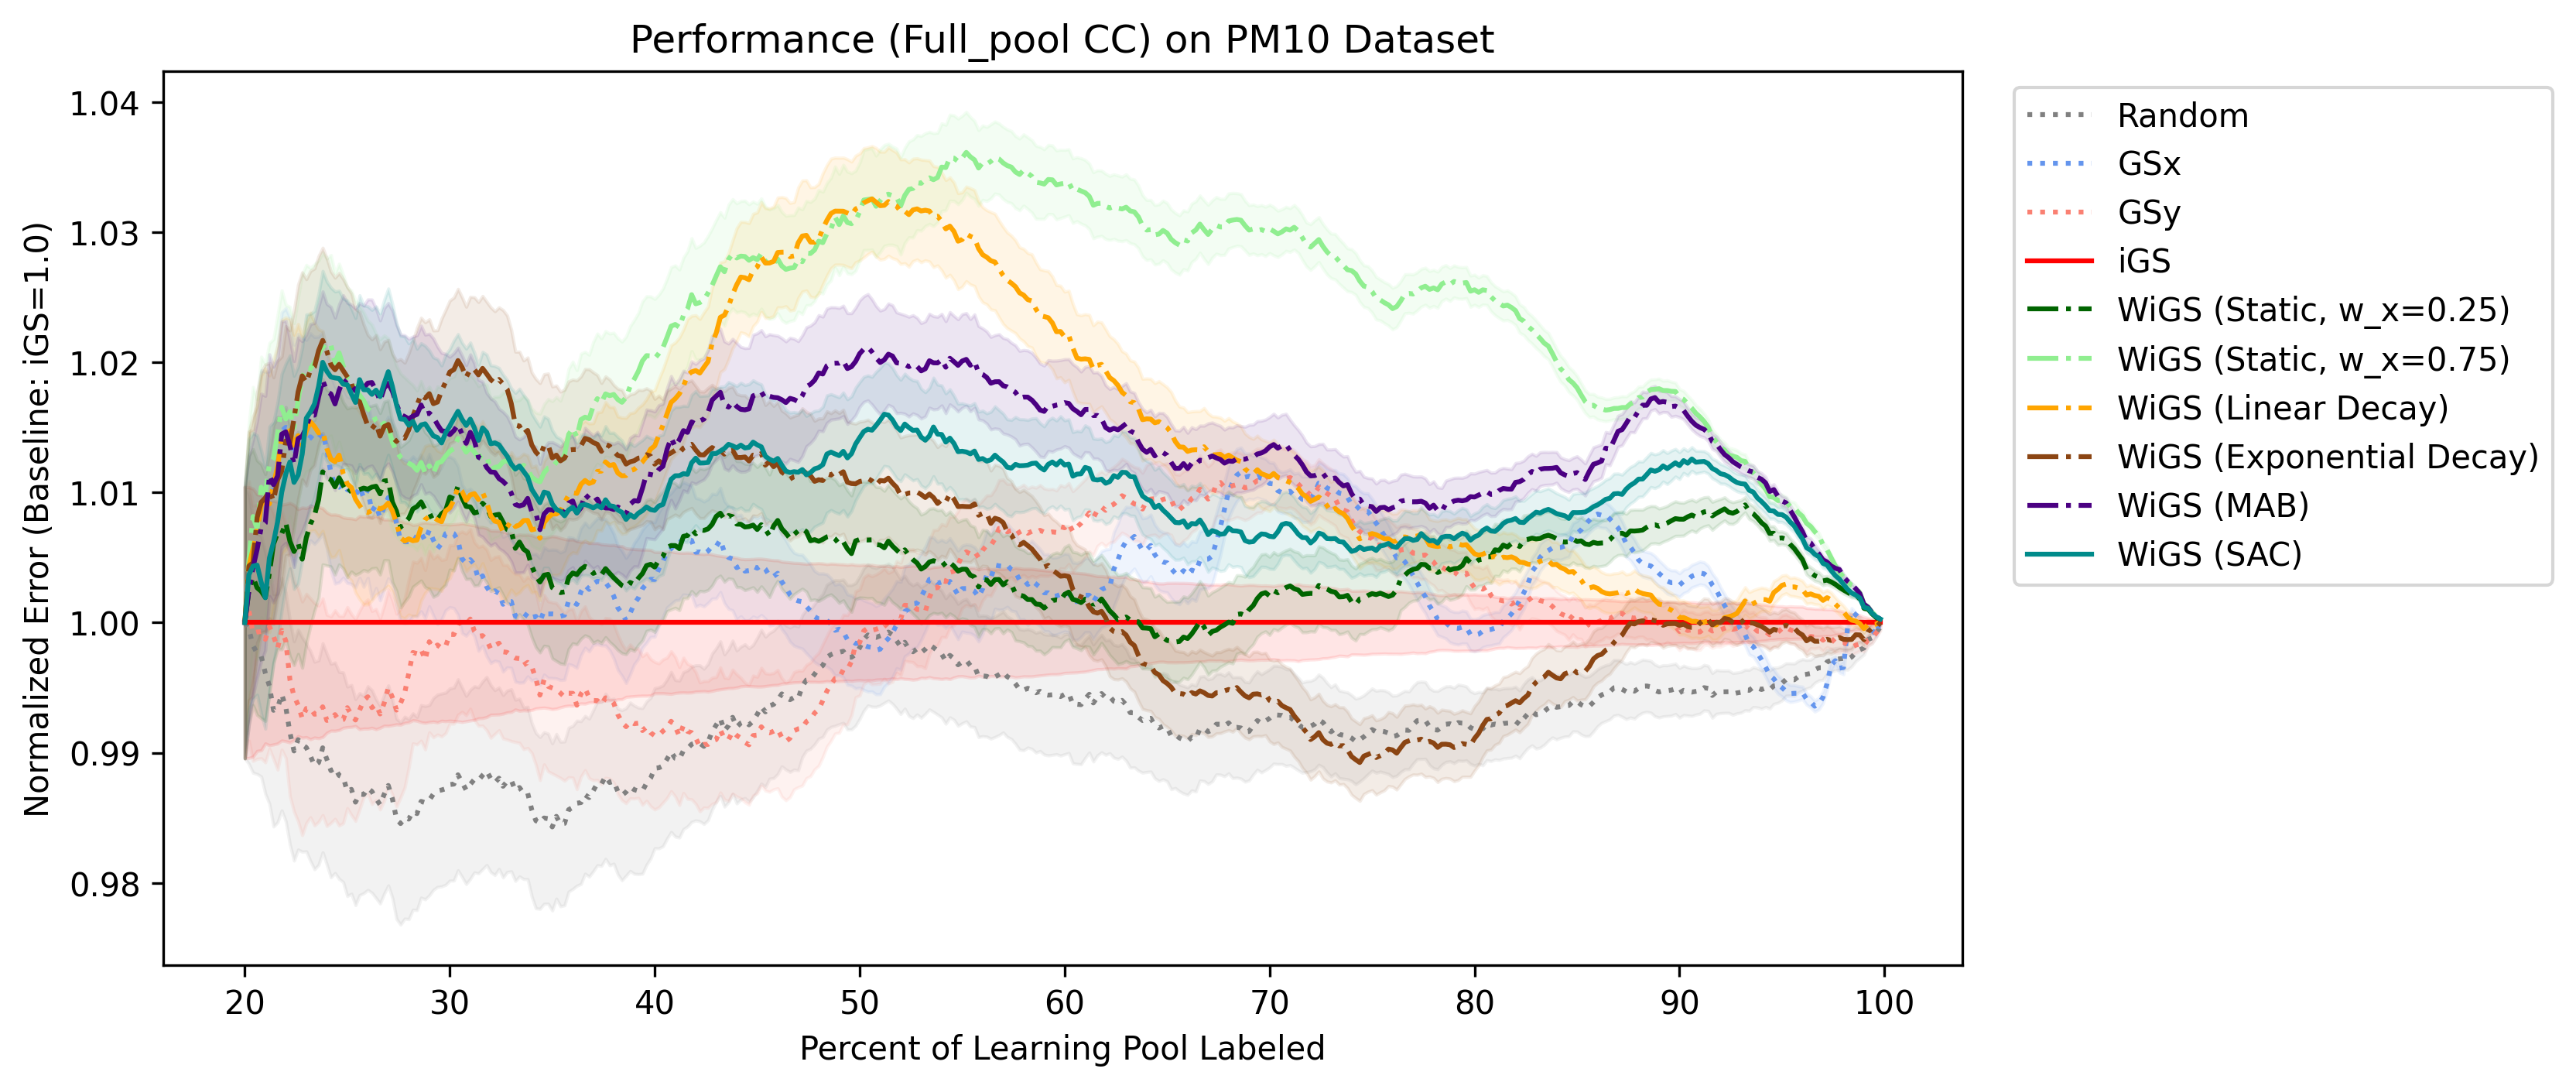 Performance (Full_pool CC) on PM10 Dataset
Normalized Error (Baseline: iGS=1.0)
1.04
1.03
1.02
1.01
1.00
0.99
0.98
20 30 40 50 60 70 80 90 100
Percent of Learning Pool Labeled
Random
GSx
GSy
iGS
WiGS (Static, w_x=0.25)
WiGS (Static, w_x=0.75)
WiGS (Linear Decay)
WiGS (Exponential Decay)
WiGS (MAB)
WiGS (SAC)